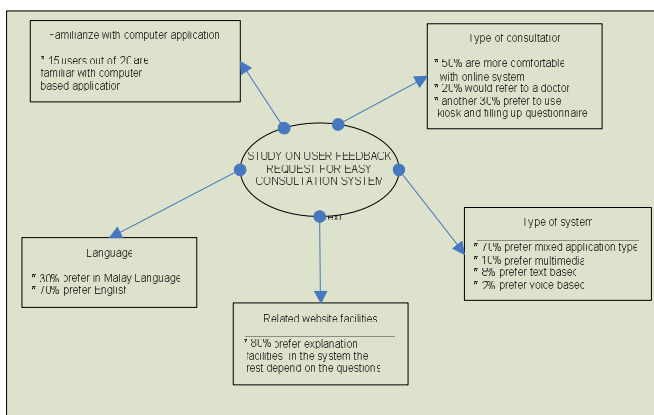 Familiarize with computer application
* 15 users out of 20 are
familiar with computer
based application
Type of consultation
* 50% are more comfortable
with online system
* 20% would refer to a doctor
* another 30% prefer to use
kiosk and filling up questionnaire
STUDY ON USER FEEDBACK
REQUEST FOR EASY
CONSULTATION SYSTEM
Text
Language
* 30% prefer in Malay Language
* 70% prefer English
Type of system
* 70% prefer mixed application type
* 10% prefer multimedia
* 8% prefer text based
* 2% prefer voice based
Related website facilities
* 80% prefer explanation
facilities in the system the
rest depend on the questions